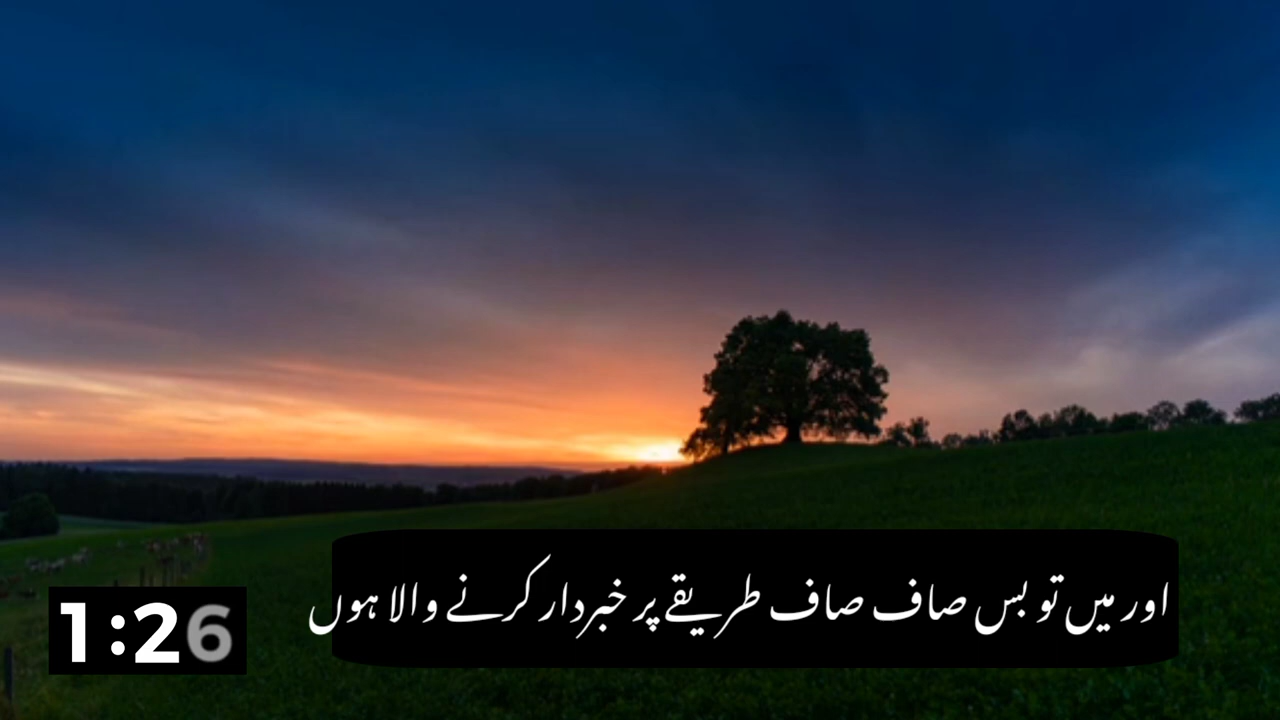 اور میں تو بس صاف صاف طریقے پر خبردار کرنے والا ہوں
1:26